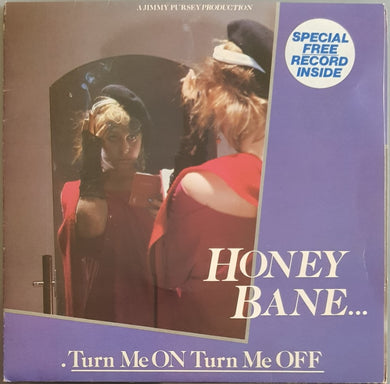 A JIMMY PURSEY PRODUCTION
SPECIAL
FREE
RECORD
INSIDE
HONEY
BANE...
.Turn Me ON Turn Me OFF